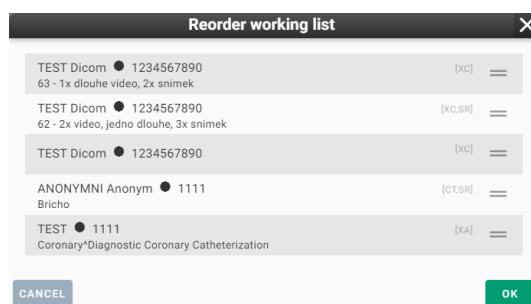 Reorder working list
TEST Dicom ● 1234567890 [XC]
63 - 1x dlouhe video, 2x snimek
TEST Dicom ● 1234567890 [XC,SR]
62 - 2x video, jedno dlouhe, 3x snimek
TEST Dicom ● 1234567890 [XC]
ANONYMNI Anonym ● 1111 [CT,SR]
Bricho
TEST ● 1111 [XA]
Coronary^Diagnostic Coronary Catheterization
CANCEL OK